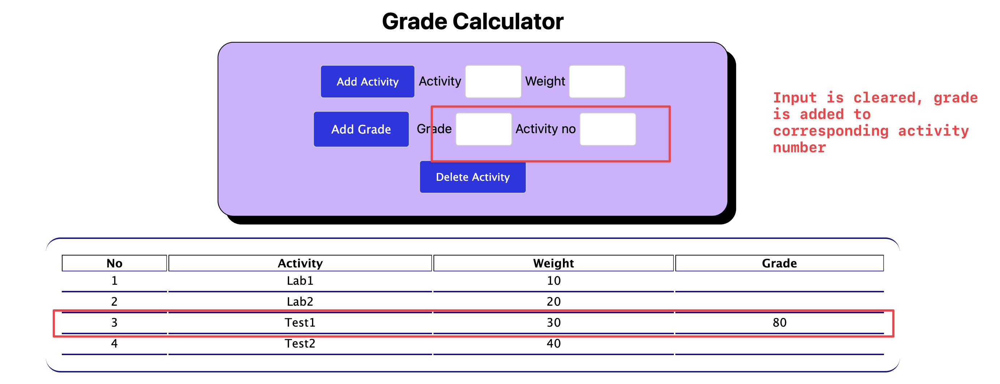 Grade Calculator
Add Activity Activity Weight
Add Grade Grade Activity no
Delete Activity
Input is cleared, grade
is added to
corresponding activity
number
No Activity Weight Grade
1 Lab1 10
2 Lab2 20
3 Test1 30 80
4 Test2 40